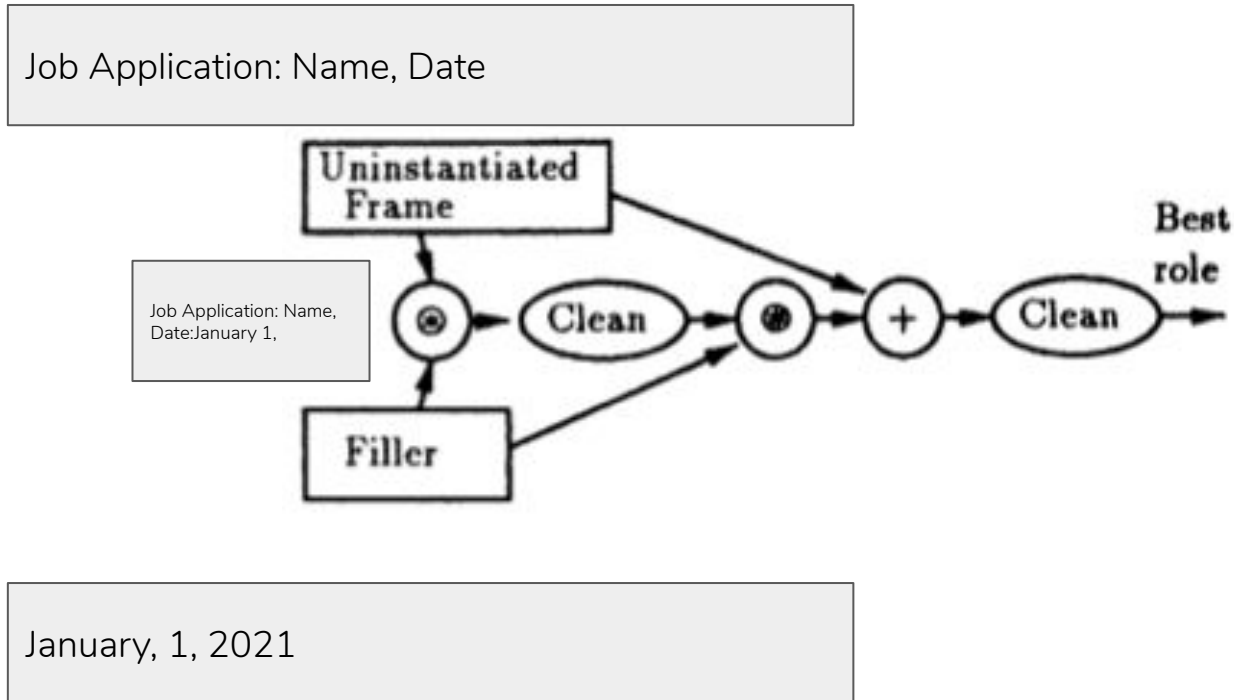 Job Application: Name, Date
Uninstantiated
Frame
Best
role
Job Application: Name,
Date:January 1,
Clean
+
Clean
Filler
January, 1, 2021